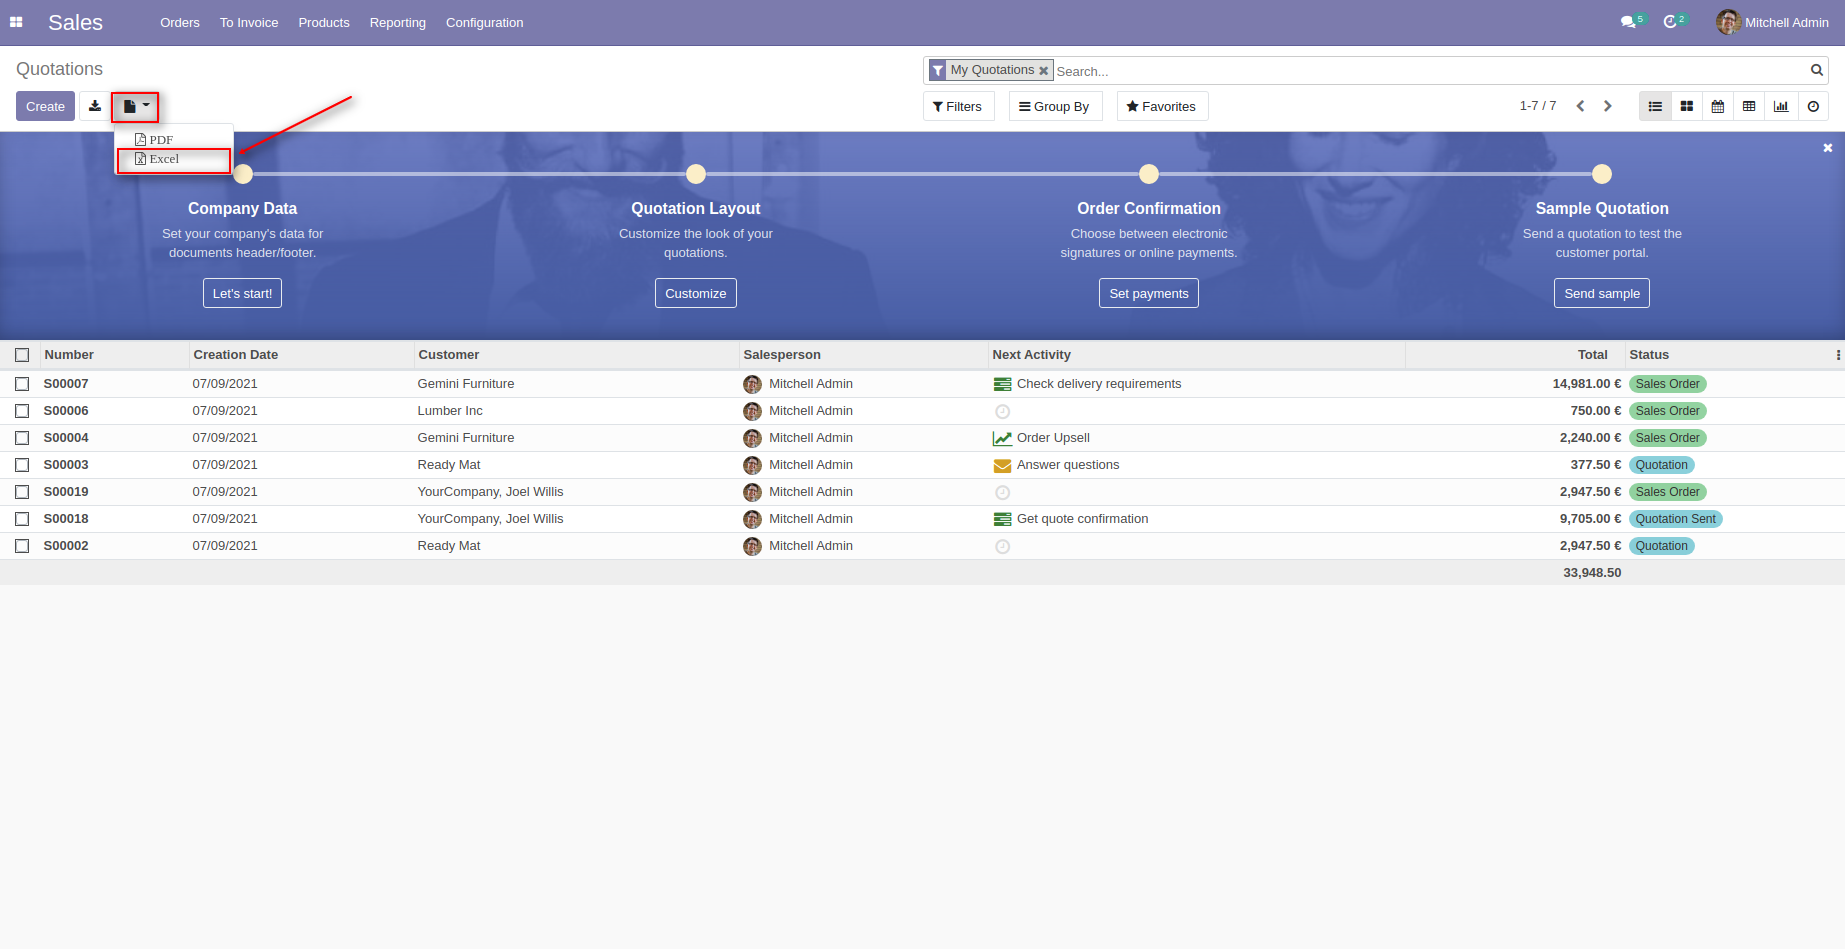 Sales Orders To Invoice Products Reporting Configuration 5 2 Mitchell Admin
Quotations My Quotations Search...
Create Filters Group By Favorites 1-7 / 7
PDF
Excel
Company Data Quotation Layout Order Confirmation Sample Quotation
Set your company's data for Customize the look of your Choose between electronic Send a quotation to test the
documents header/footer. quotations. signatures or online payments. customer portal.
Let's start! Customize Set payments Send sample
Number Creation Date Customer Salesperson Next Activity Total Status
S00007 07/09/2021 Gemini Furniture Mitchell Admin Check delivery requirements 14,981.00 € Sales Order
S00006 07/09/2021 Lumber Inc Mitchell Admin 750.00 € Sales Order
S00004 07/09/2021 Gemini Furniture Mitchell Admin Order Upsell 2,240.00 € Sales Order
S00003 07/09/2021 Ready Mat Mitchell Admin Answer questions 377.50 € Quotation
S00019 07/09/2021 YourCompany, Joel Willis Mitchell Admin 2,947.50 € Sales Order
S00018 07/09/2021 YourCompany, Joel Willis Mitchell Admin Get quote confirmation 9,705.00 € Quotation Sent
S00002 07/09/2021 Ready Mat Mitchell Admin 2,947.50 € Quotation
33,948.50